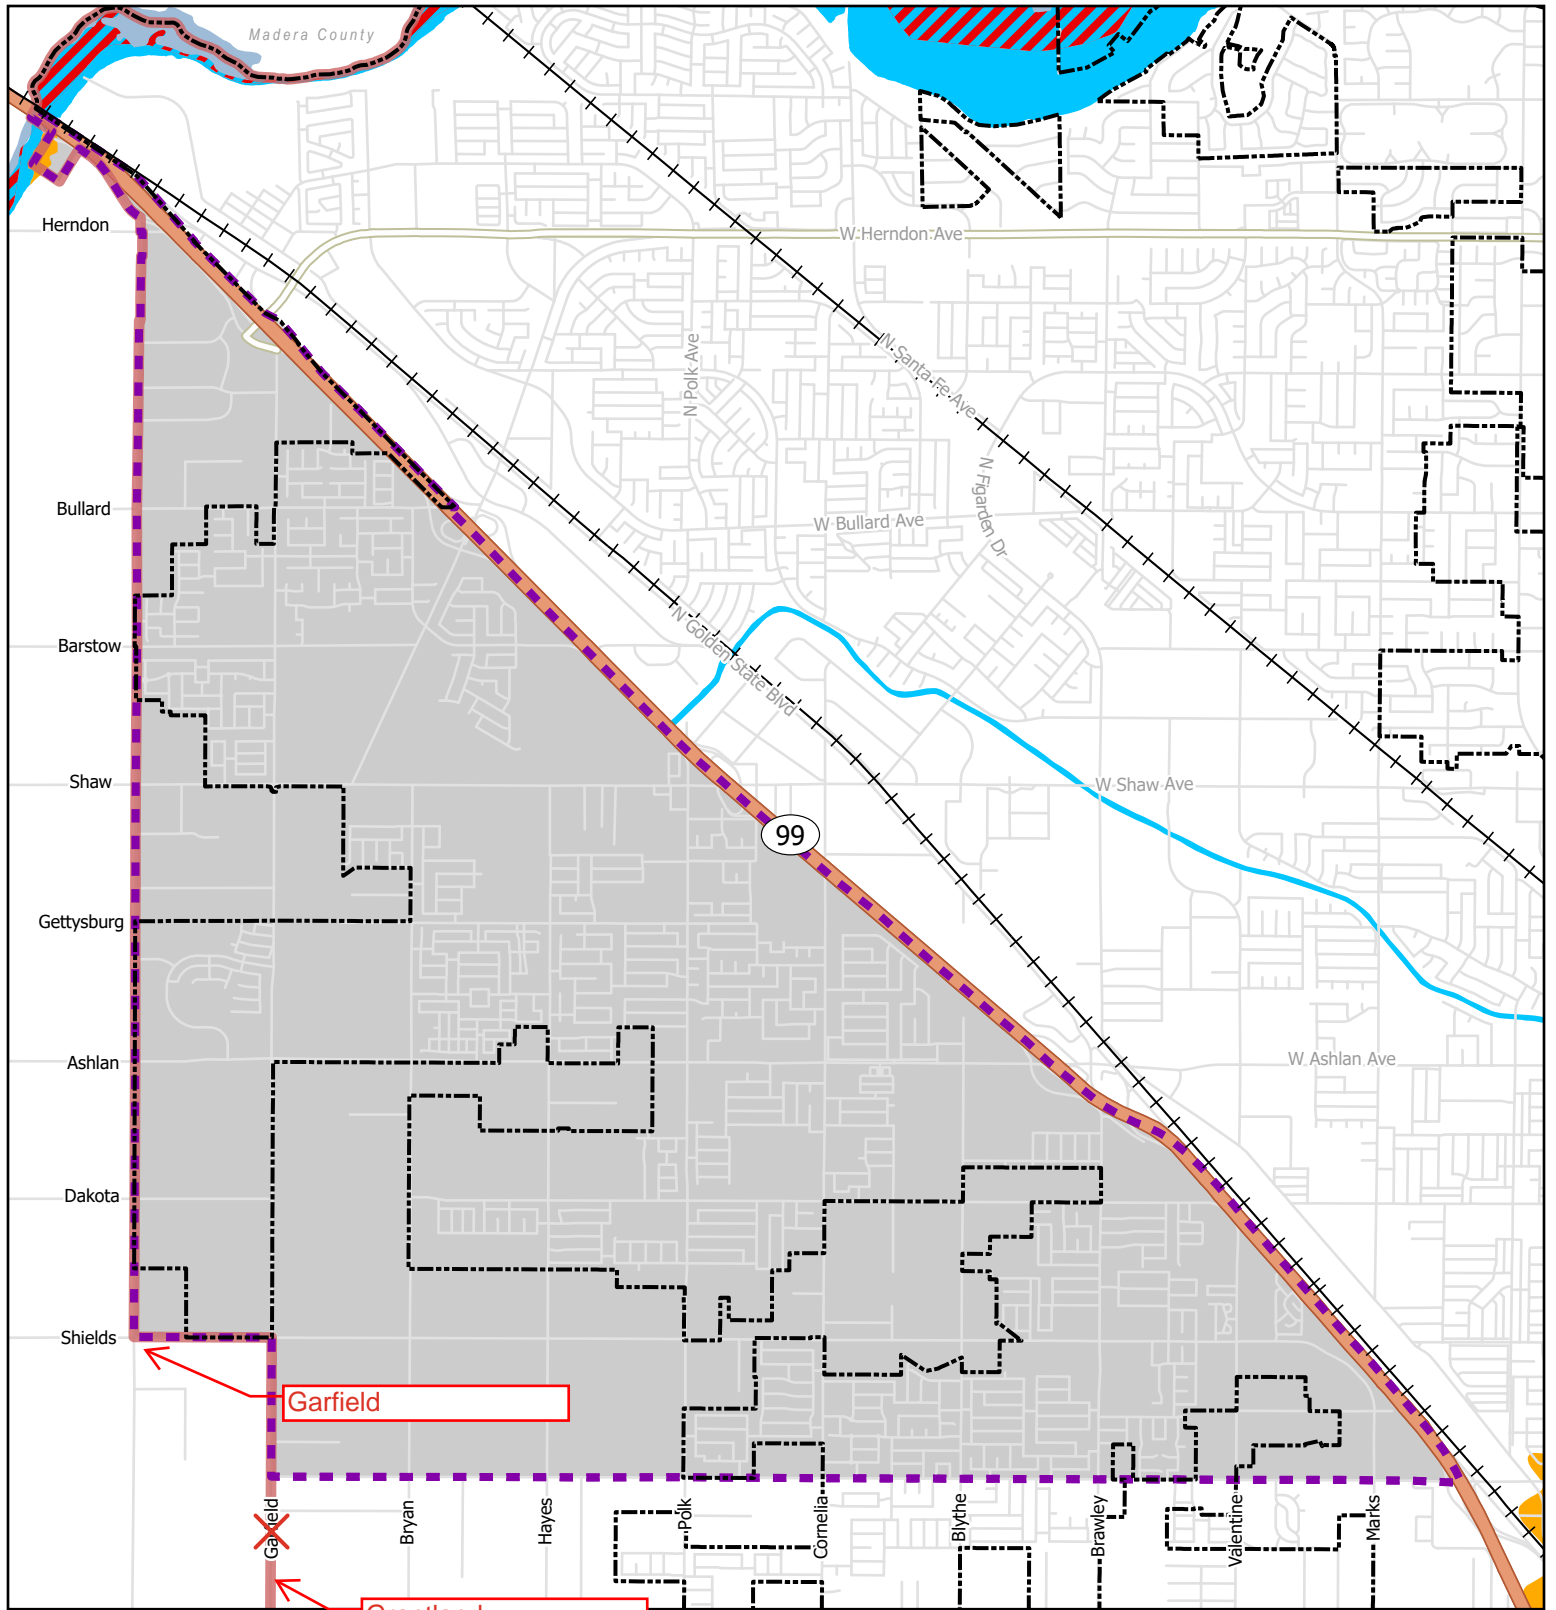 Madera County
Herndon
W Herndon Ave
N Polk Ave
N Santa Fe Ave
N Figarden Dr
Bullard
W Bullard Ave
Barstow
N Golden State Blvd
Shaw
W Shaw Ave
99
Gettysburg
Ashlan
W Ashlan Ave
Dakota
Shields
Garfield
Garfield
Bryan
Hayes
Polk
Cornelia
Blythe
Brawley
Valentine
Marks
Grantland